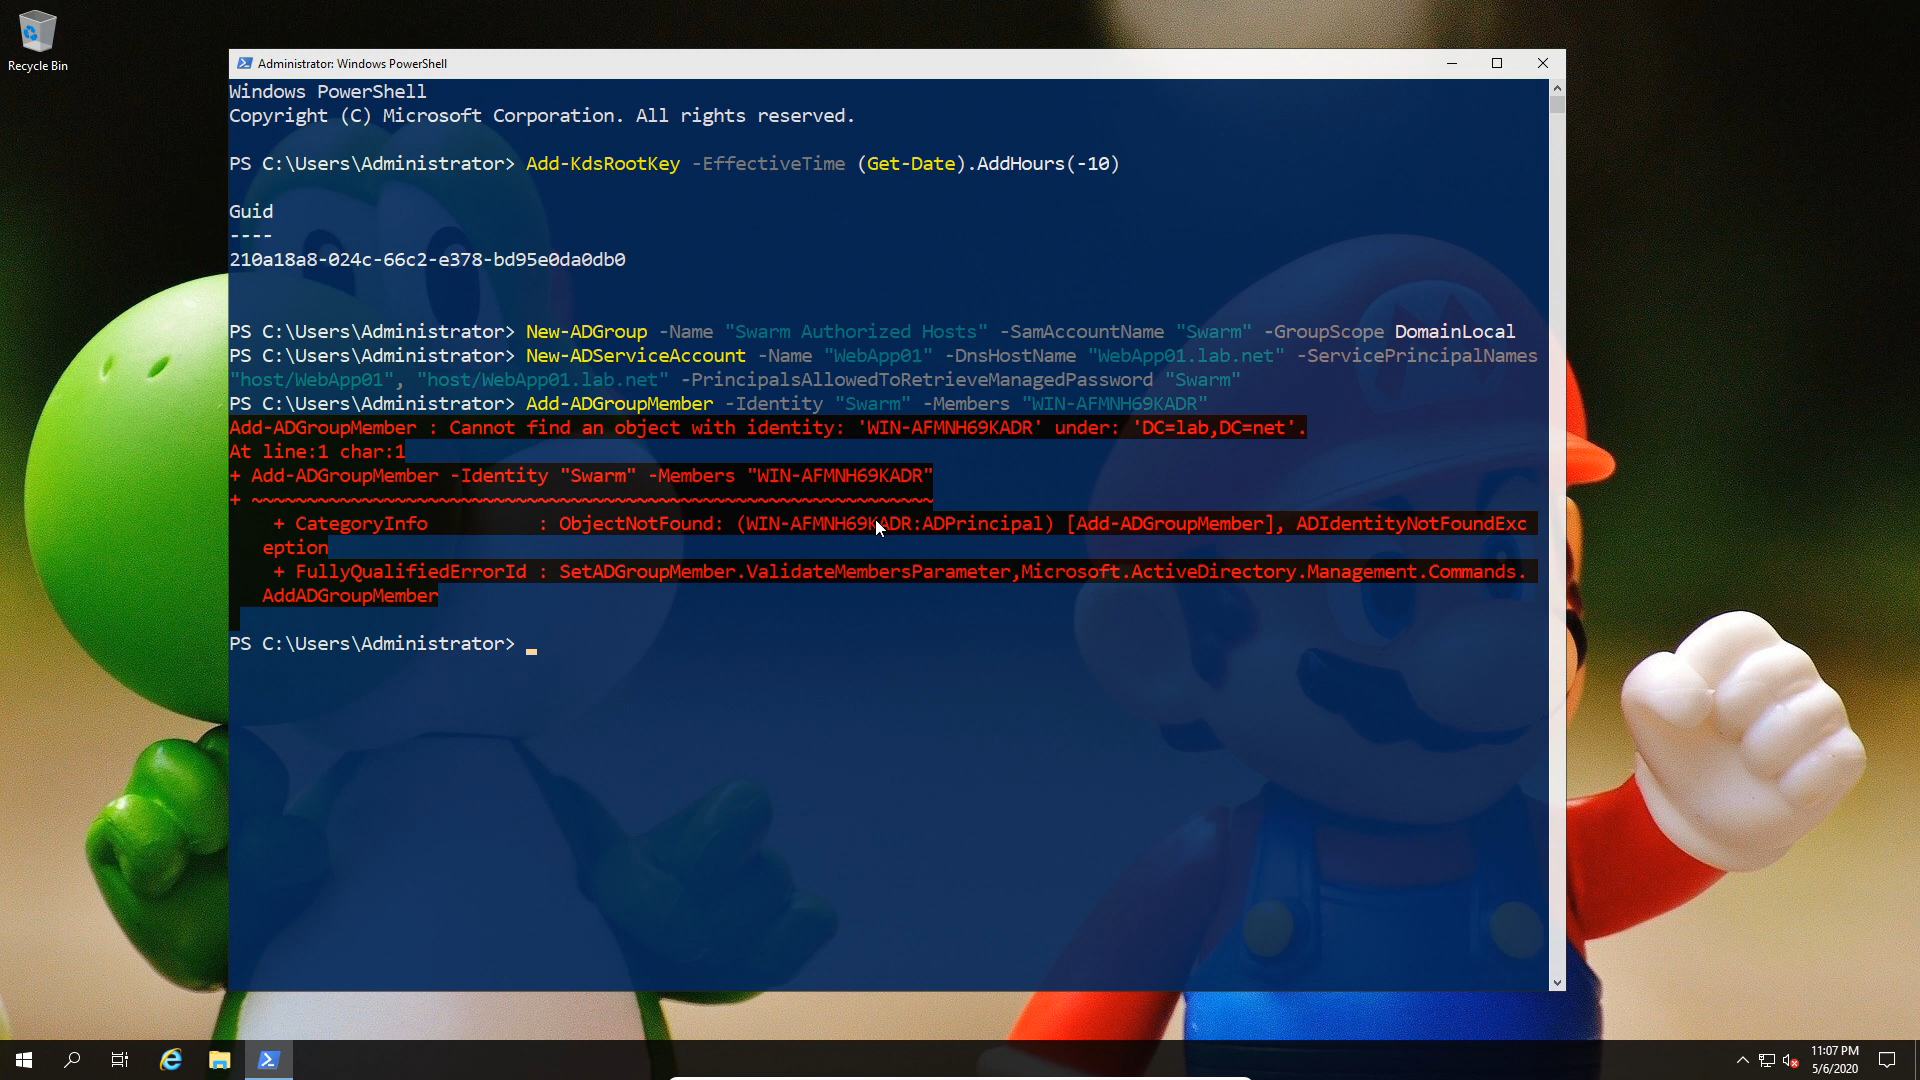 Recycle Bin
Administrator: Windows PowerShell
Windows PowerShell
Copyright (C) Microsoft Corporation. All rights reserved.
PS C:\Users\Administrator> Add-KdsRootKey -EffectiveTime (Get-Date).AddHours(-10)
Guid
----
210a18a8-024c-66c2-e378-bd95e0da0db0
PS C:\Users\Administrator> New-ADGroup -Name "Swarm Authorized Hosts" -SamAccountName "Swarm" -GroupScope DomainLocal
PS C:\Users\Administrator> New-ADServiceAccount -Name "WebApp01" -DnsHostName "WebApp01.lab.net" -ServicePrincipalNames
"host/WebApp01", "host/WebApp01.lab.net" -PrincipalsAllowedToRetrieveManagedPassword "Swarm"
PS C:\Users\Administrator> Add-ADGroupMember -Identity "Swarm" -Members "WIN-AFMNH69KADR"
Add-ADGroupMember : Cannot find an object with identity: 'WIN-AFMNH69KADR' under: 'DC=lab,DC=net'.
At line:1 char:1
+ Add-ADGroupMember -Identity "Swarm" -Members "WIN-AFMNH69KADR"
+ ~~~~~~~~~~~~~~~~~~~~~~~~~~~~~~~~~~~~~~~~~~~~~~~~~~~~~~~~~~~~~~
+ CategoryInfo : ObjectNotFound: (WIN-AFMNH69KADR:ADPrincipal) [Add-ADGroupMember], ADIdentityNotFoundExc
eption
+ FullyQualifiedErrorId : SetADGroupMember.ValidateMembersParameter,Microsoft.ActiveDirectory.Management.Commands.
AddADGroupMember
PS C:\Users\Administrator>
11:07 PM
5/6/2020